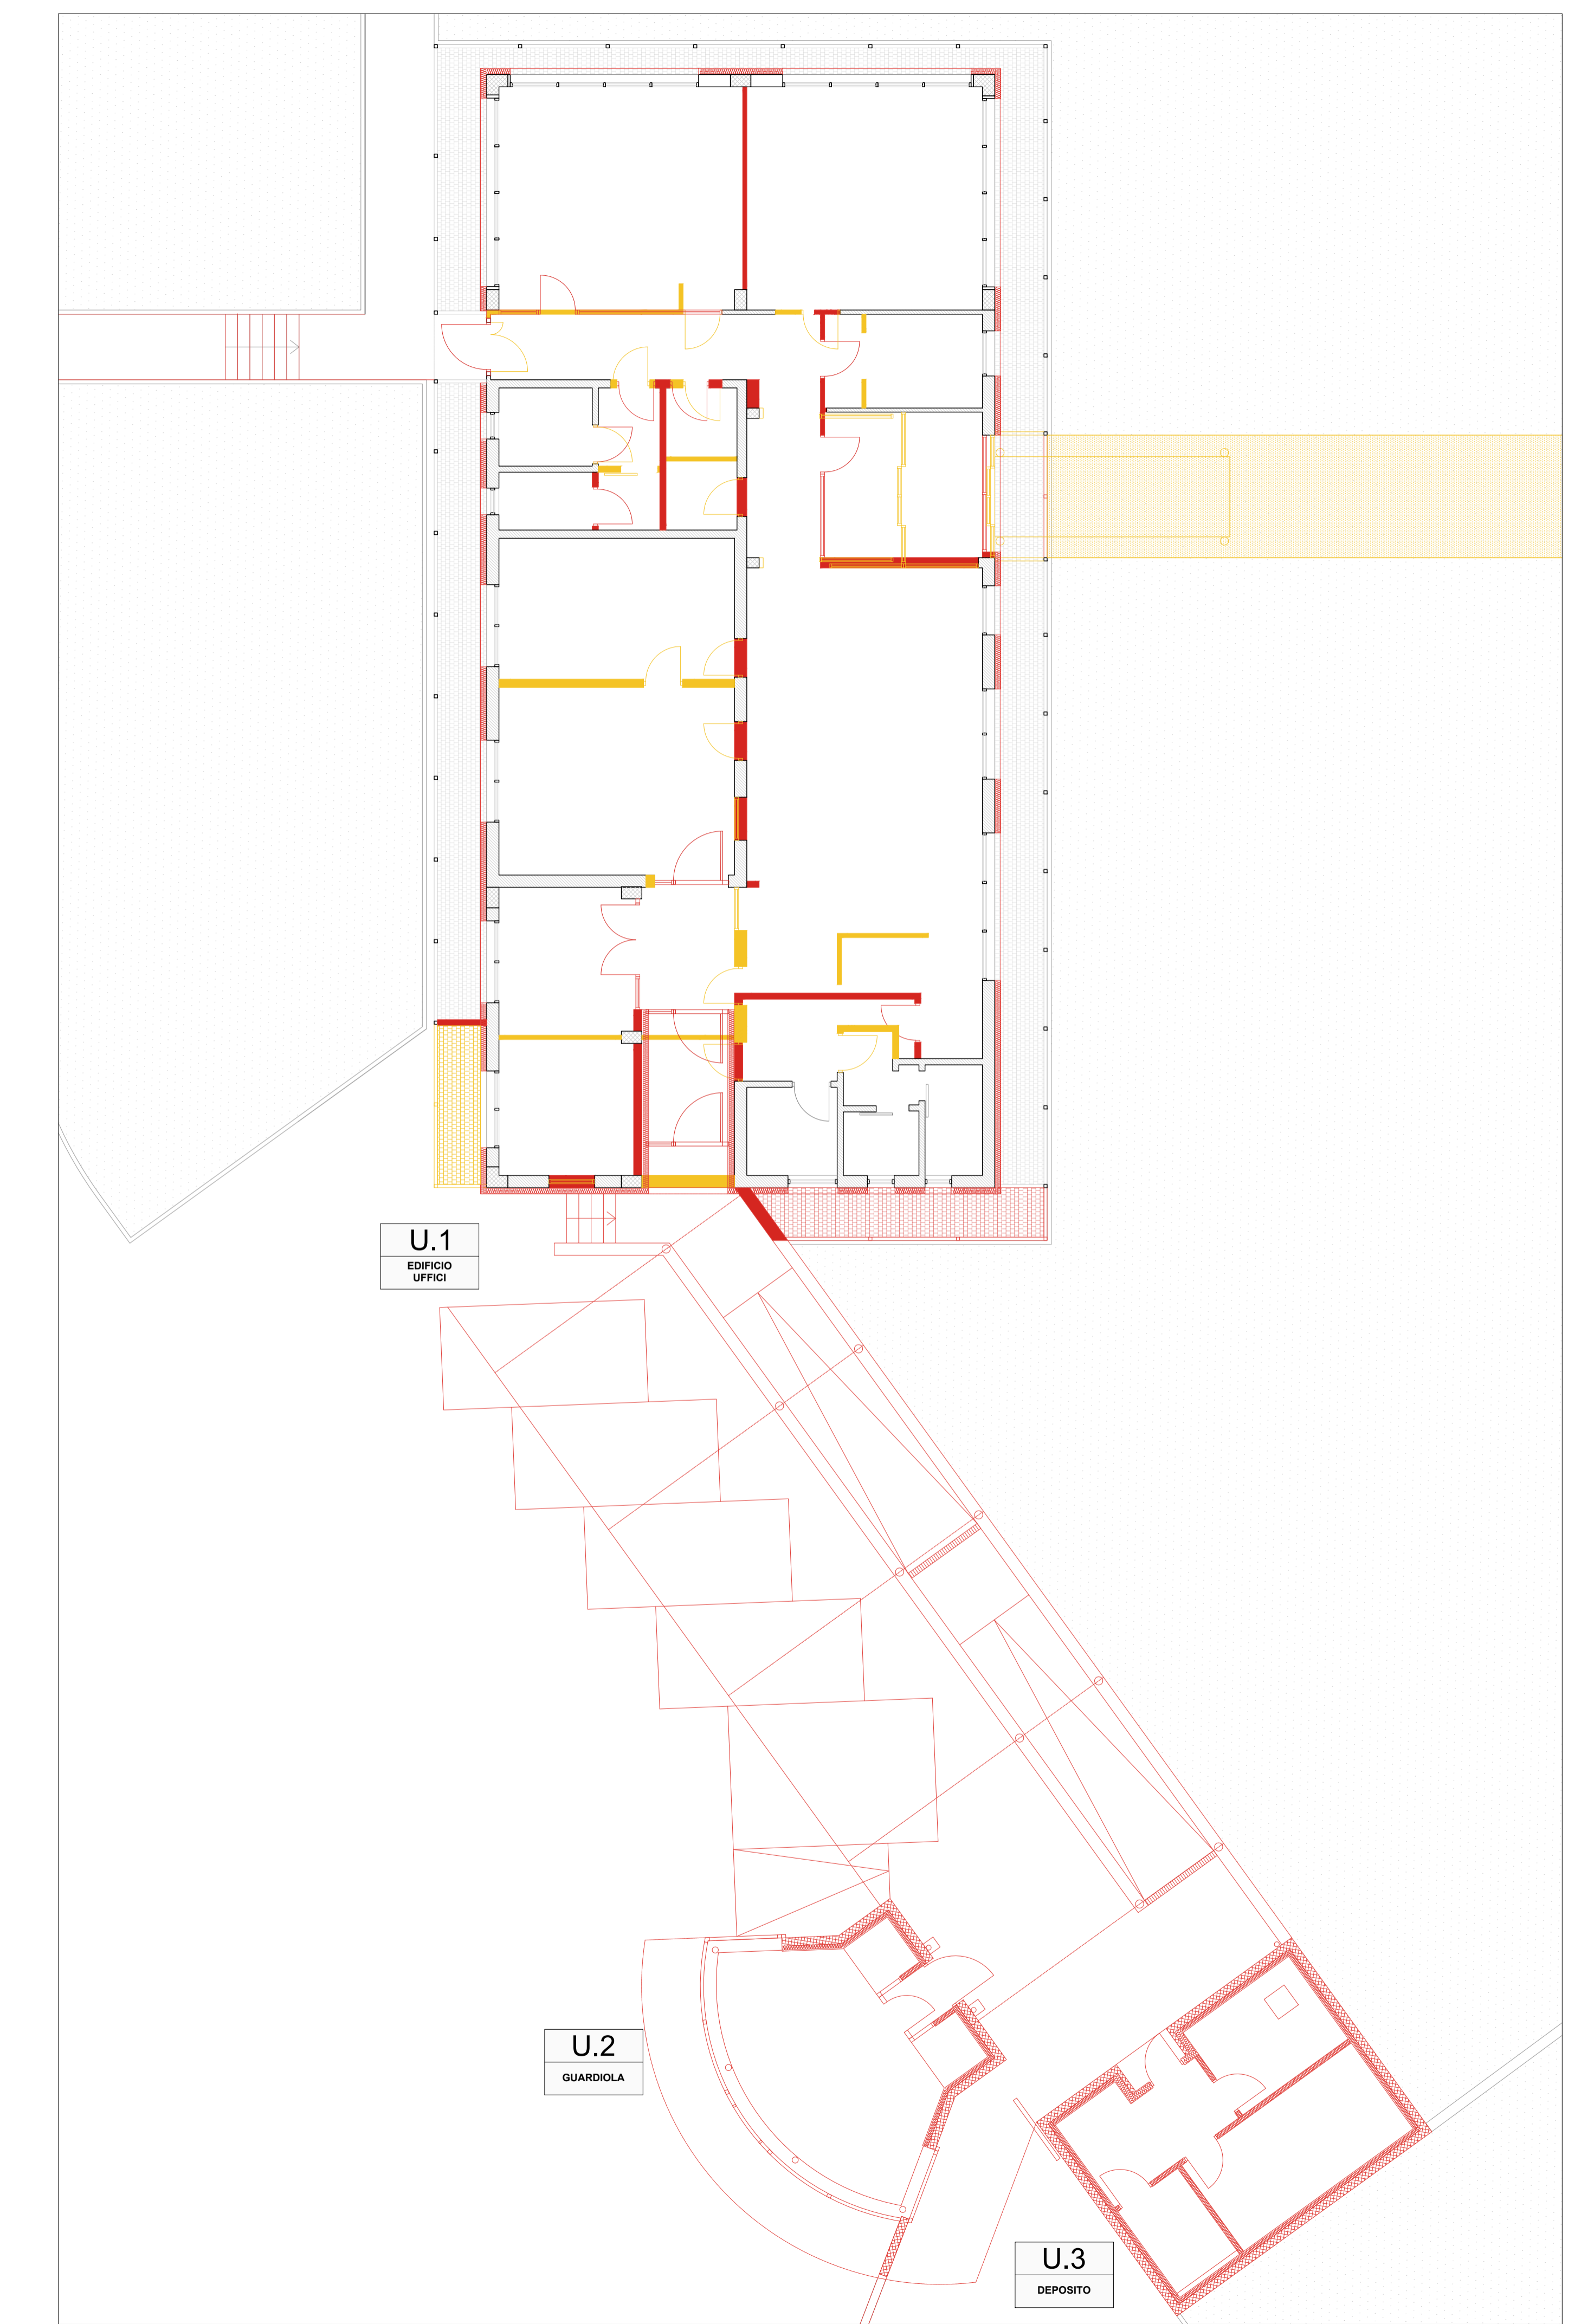 U.1
EDIFICIO
UFFICI
U.2
GUARDIOLA
U.3
DEPOSITO